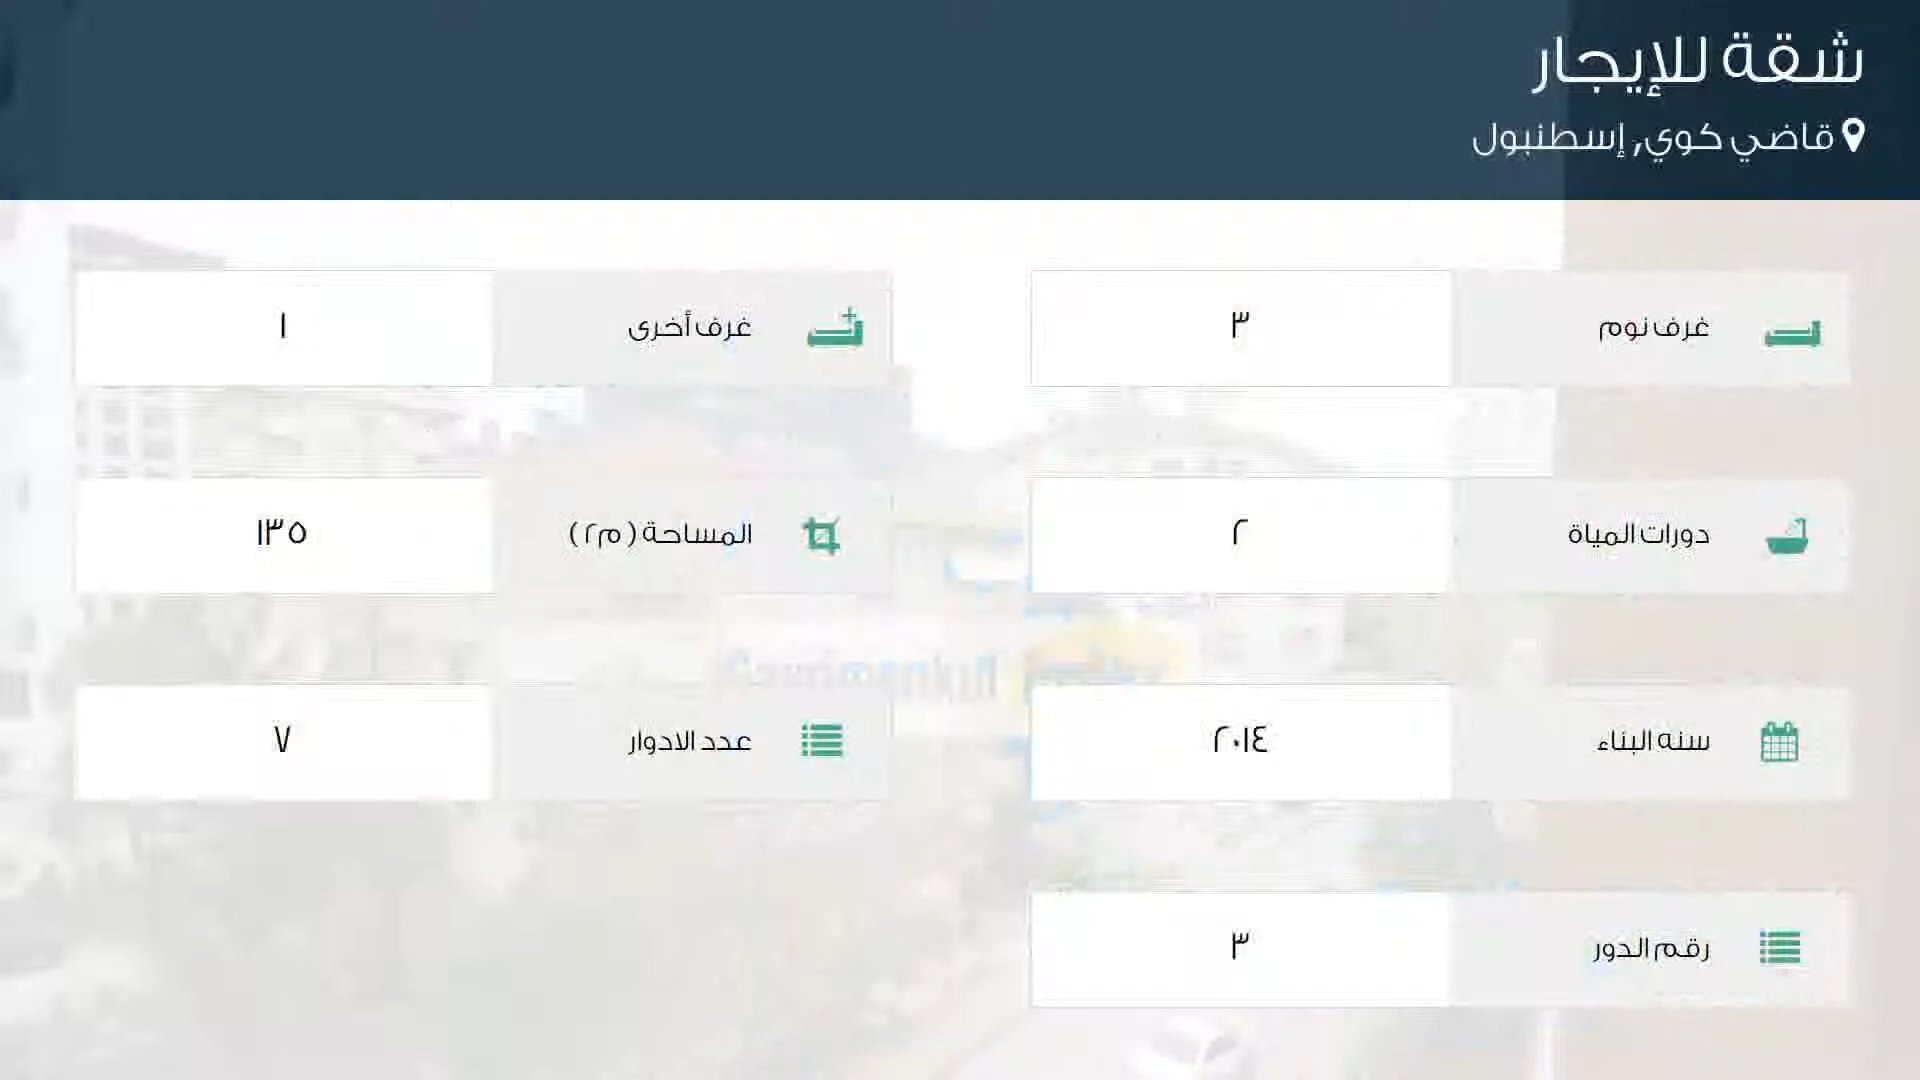 شقة للإيجار
قاضي كوي, إسطنبول
غرف نوم
٣
غرف أخرى
١
دورات المياة
٢
المساحة (م٢)
١٣٥
سنه البناء
٢٠١٤
عدد الادوار
٧
رقم الدور
٣